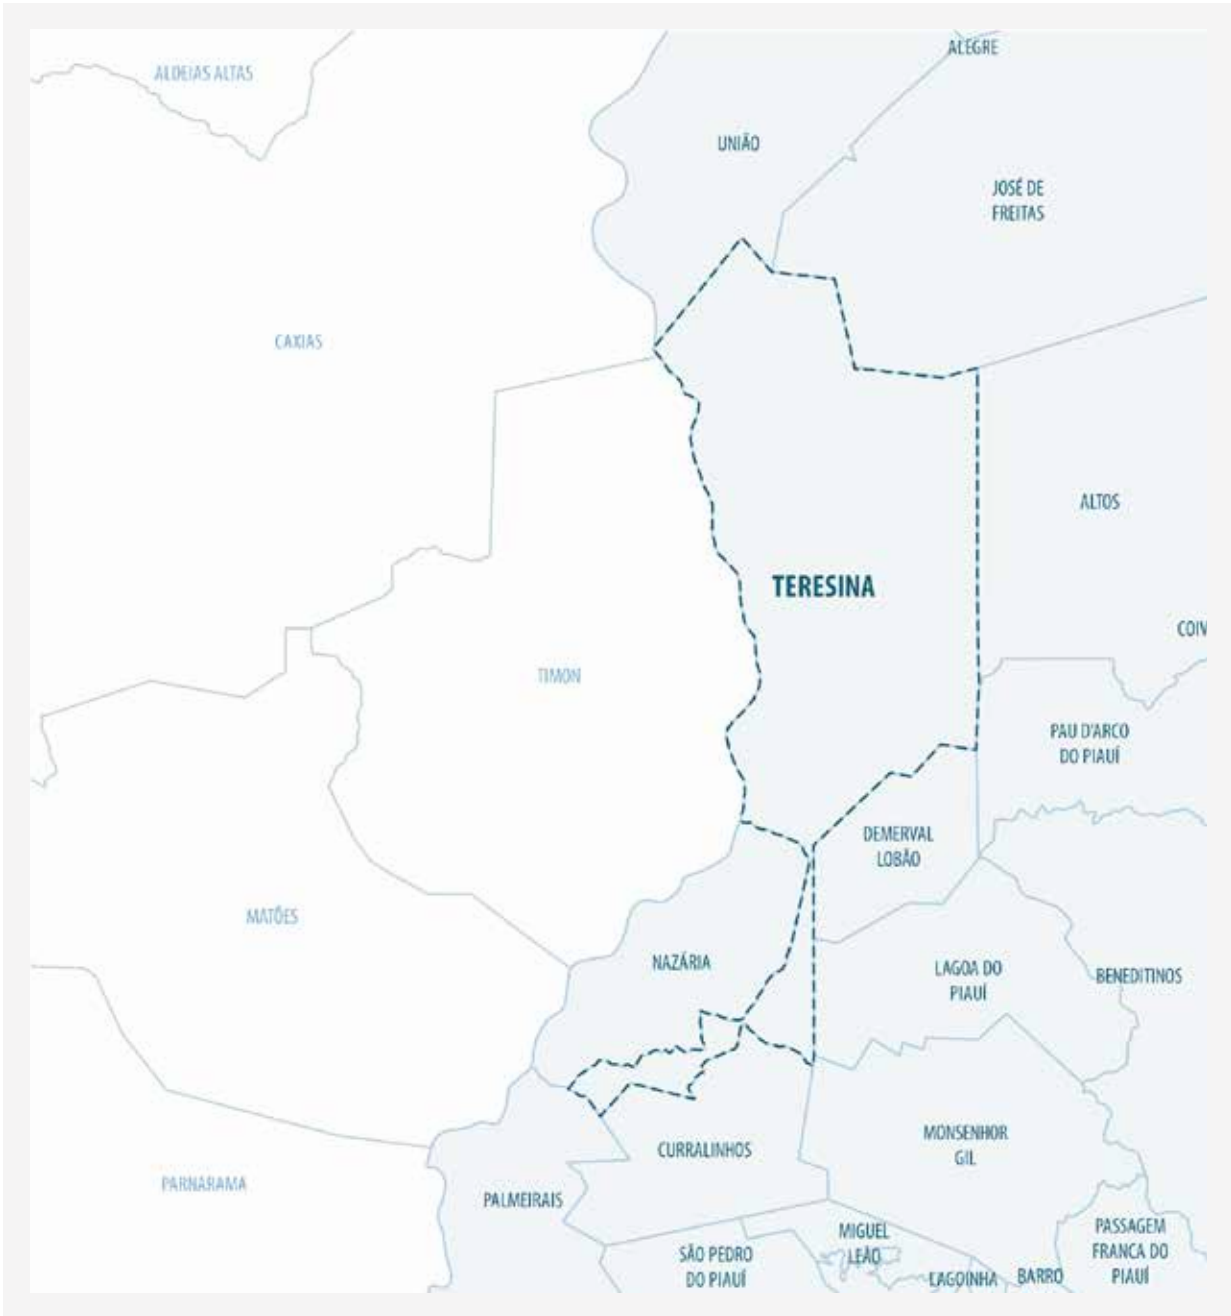 ALEGRE
ALDEIAS ALTAS
UNIÃO
JOSÉ DE
FREITAS
CAXIAS
ALTOS
TERESINA
COIV
TIMON
PAU D'ARCO
DO PIAUÍ
DEMERVAL
LOBÃO
MATÕES
NAZÁRIA
LAGOA DO
PIAUÍ
BENEDITINOS
MONSENHOR
GIL
CURRALINHOS
PARNARAMA
PALMEIRAIS
MIGUEL
LEÃO
PASSAGEM
FRANCA DO
PIAUÍ
SÃO PEDRO
DO PIAUÍ
LAGOINHA
BARRO